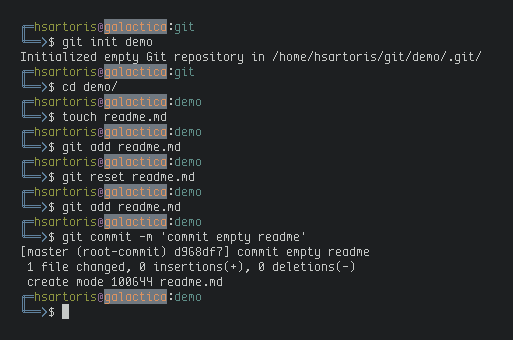 ╔═hsartoris@galactica:git
╚══>$ git init demo
Initialized empty Git repository in /home/hsartoris/git/demo/.git/
╔═hsartoris@galactica:git
╚══>$ cd demo/
╔═hsartoris@galactica:demo
╚══>$ touch readme.md
╔═hsartoris@galactica:demo
╚══>$ git add readme.md
╔═hsartoris@galactica:demo
╚══>$ git reset readme.md
╔═hsartoris@galactica:demo
╚══>$ git add readme.md
╔═hsartoris@galactica:demo
╚══>$ git commit -m 'commit empty readme'
[master (root-commit) d968df7] commit empty readme
 1 file changed, 0 insertions(+), 0 deletions(-)
 create mode 100644 readme.md
╔═hsartoris@galactica:demo
╚══>$